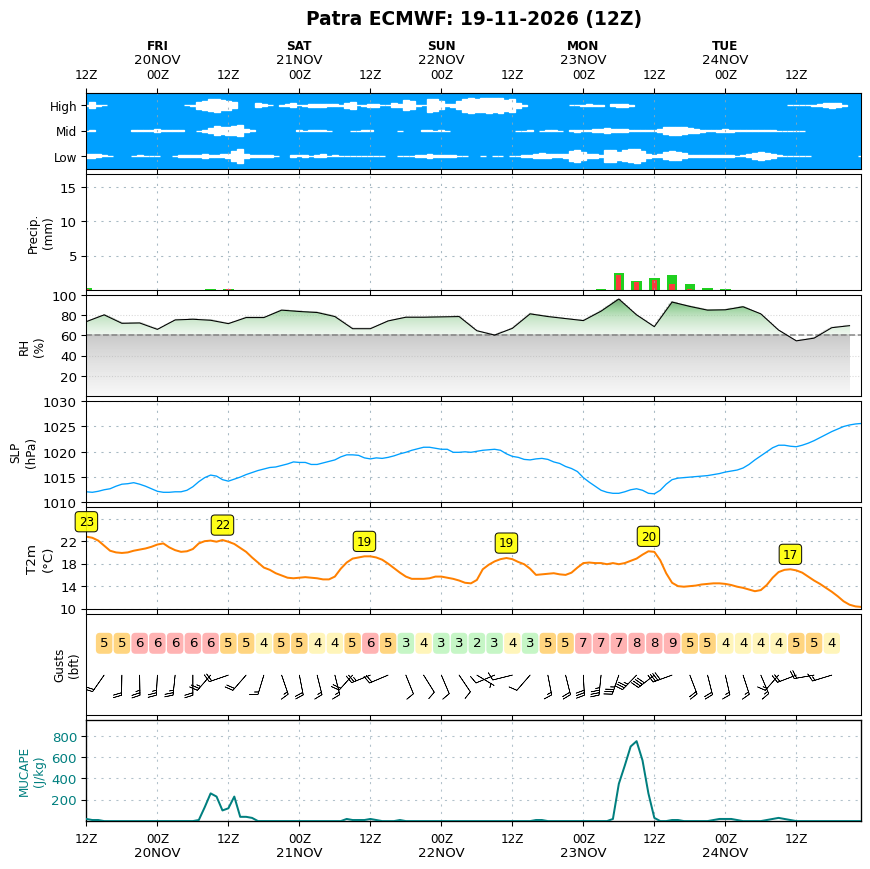 Patra ECMWF: 19-11-2026 (12Z)
FRI SAT SUN MON TUE
20NOV 21NOV 22NOV 23NOV 24NOV
12Z 00Z 12Z 00Z 12Z 00Z 12Z 00Z 12Z 00Z 12Z
High
Mid
Low
Precip.
(mm)
15
10
5
RH
(%)
100
80
60
40
20
SLP
(hPa)
1030
1025
1020
1015
1010
T2m
(°C)
22
18
14
10
23 22 19 19 20 17
Gusts
(bft)
5 5 6 6 6 6 6 5 5 4 5 5 4 4 5 6 5 3 4 3 3 2 3 4 3 5 5 7 7 7 8 8 9 5 5 4 4 4 4 5 5 4
MUCAPE
(J/kg)
800
600
400
200
12Z 00Z 12Z 00Z 12Z 00Z 12Z 00Z 12Z 00Z 12Z
20NOV 21NOV 22NOV 23NOV 24NOV